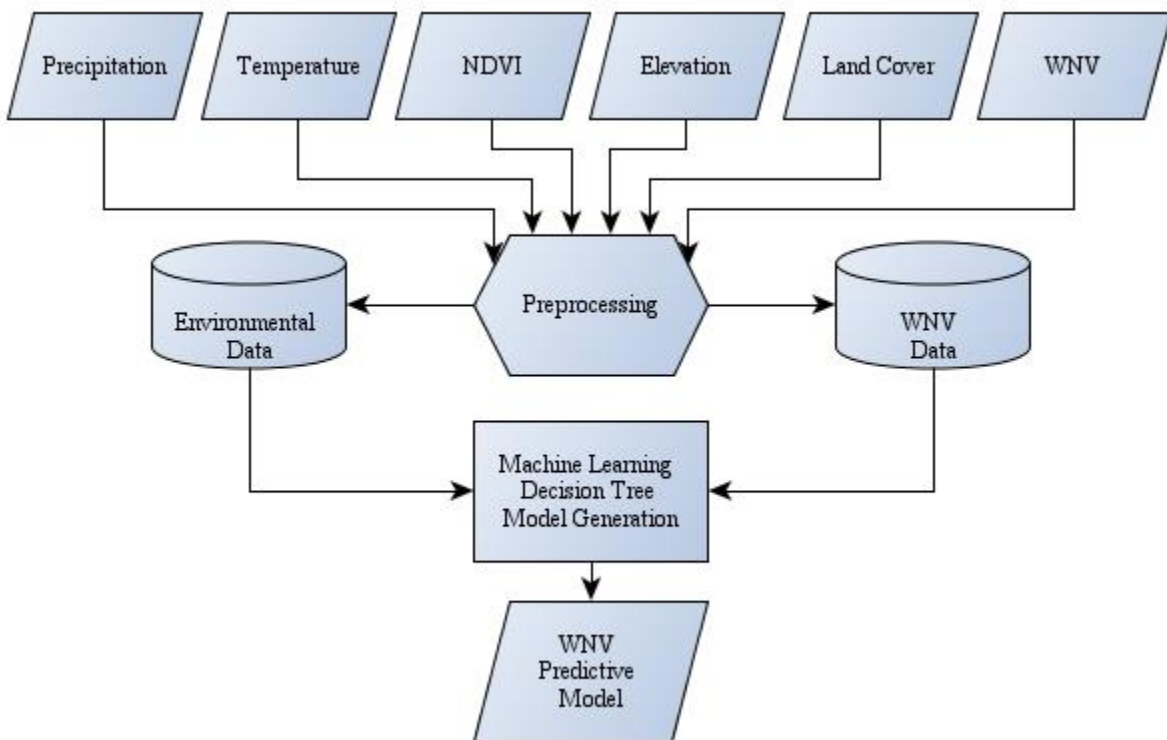 Precipitation
Temperature
NDVI
Elevation
Land Cover
WNV
Environmental
Data
Preprocessing
WNV
Data
Machine Learning
Decision Tree
Model Generation
WNV
Predictive
Model